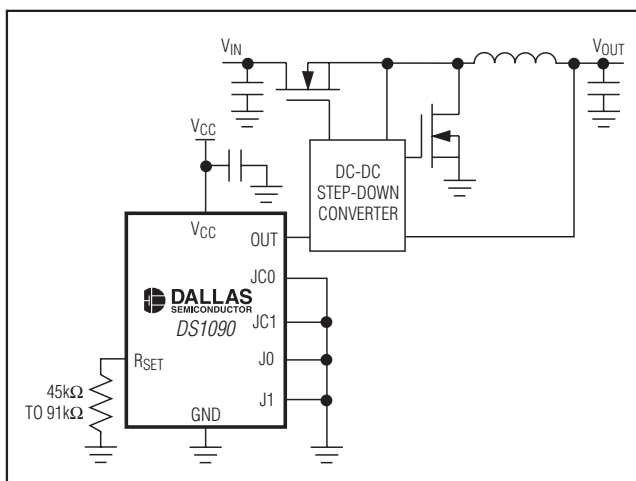 VIN
VOUT
VCC
DC-DC
STEP-DOWN
CONVERTER
VCC
OUT
JC0
DALLAS
SEMICONDUCTOR
DS1090
JC1
RSET
J0
45kΩ
TO 91kΩ
J1
GND